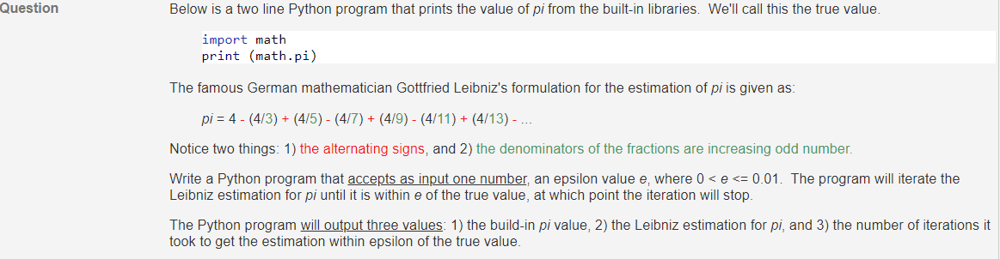 Question
Below is a two line Python program that prints the value of pi from the built-in libraries.  We'll call this the true value.
import math
print (math.pi)
The famous German mathematician Gottfried Leibniz's formulation for the estimation of pi is given as:
pi = 4 - (4/3) + (4/5) - (4/7) + (4/9) - (4/11) + (4/13) - ...
Notice two things: 1) the alternating signs, and 2) the denominators of the fractions are increasing odd number.
Write a Python program that accepts as input one number, an epsilon value e, where 0 < e <= 0.01.  The program will iterate the
Leibniz estimation for pi until it is within e of the true value, at which point the iteration will stop.
The Python program will output three values: 1) the build-in pi value, 2) the Leibniz estimation for pi, and 3) the number of iterations it
took to get the estimation within epsilon of the true value.